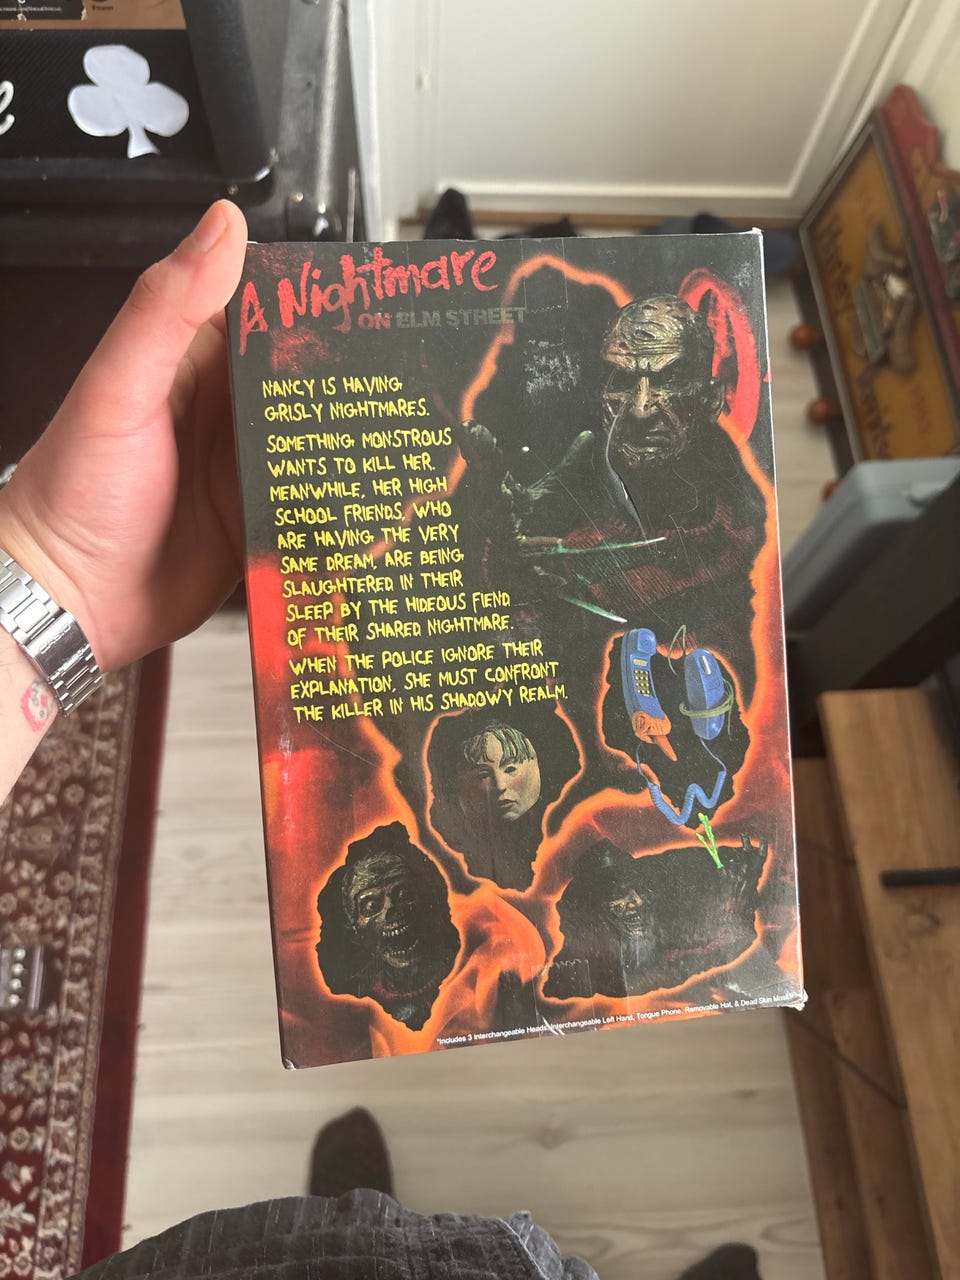 A Nightmare
ON ELM STREET
NANCY IS HAVING
GRISLY NIGHTMARES.
SOMETHING MONSTROUS
WANTS TO KILL HER.
MEANWHILE, HER HIGH
SCHOOL FRIENDS, WHO
ARE HAVING THE VERY
SAME DREAM, ARE BEING
SLAUGHTERED IN THEIR
SLEEP BY THE HIDEOUS FIEND
OF THEIR SHARED NIGHTMARE.
WHEN THE POLICE IGNORE THEIR
EXPLANATION, SHE MUST CONFRONT
THE KILLER IN HIS SHADOWY REALM.
*Includes 3 Interchangeable Heads, Interchangeable Left Hand, Tongue Phone, Removable Hat, & Dead Skin Mask